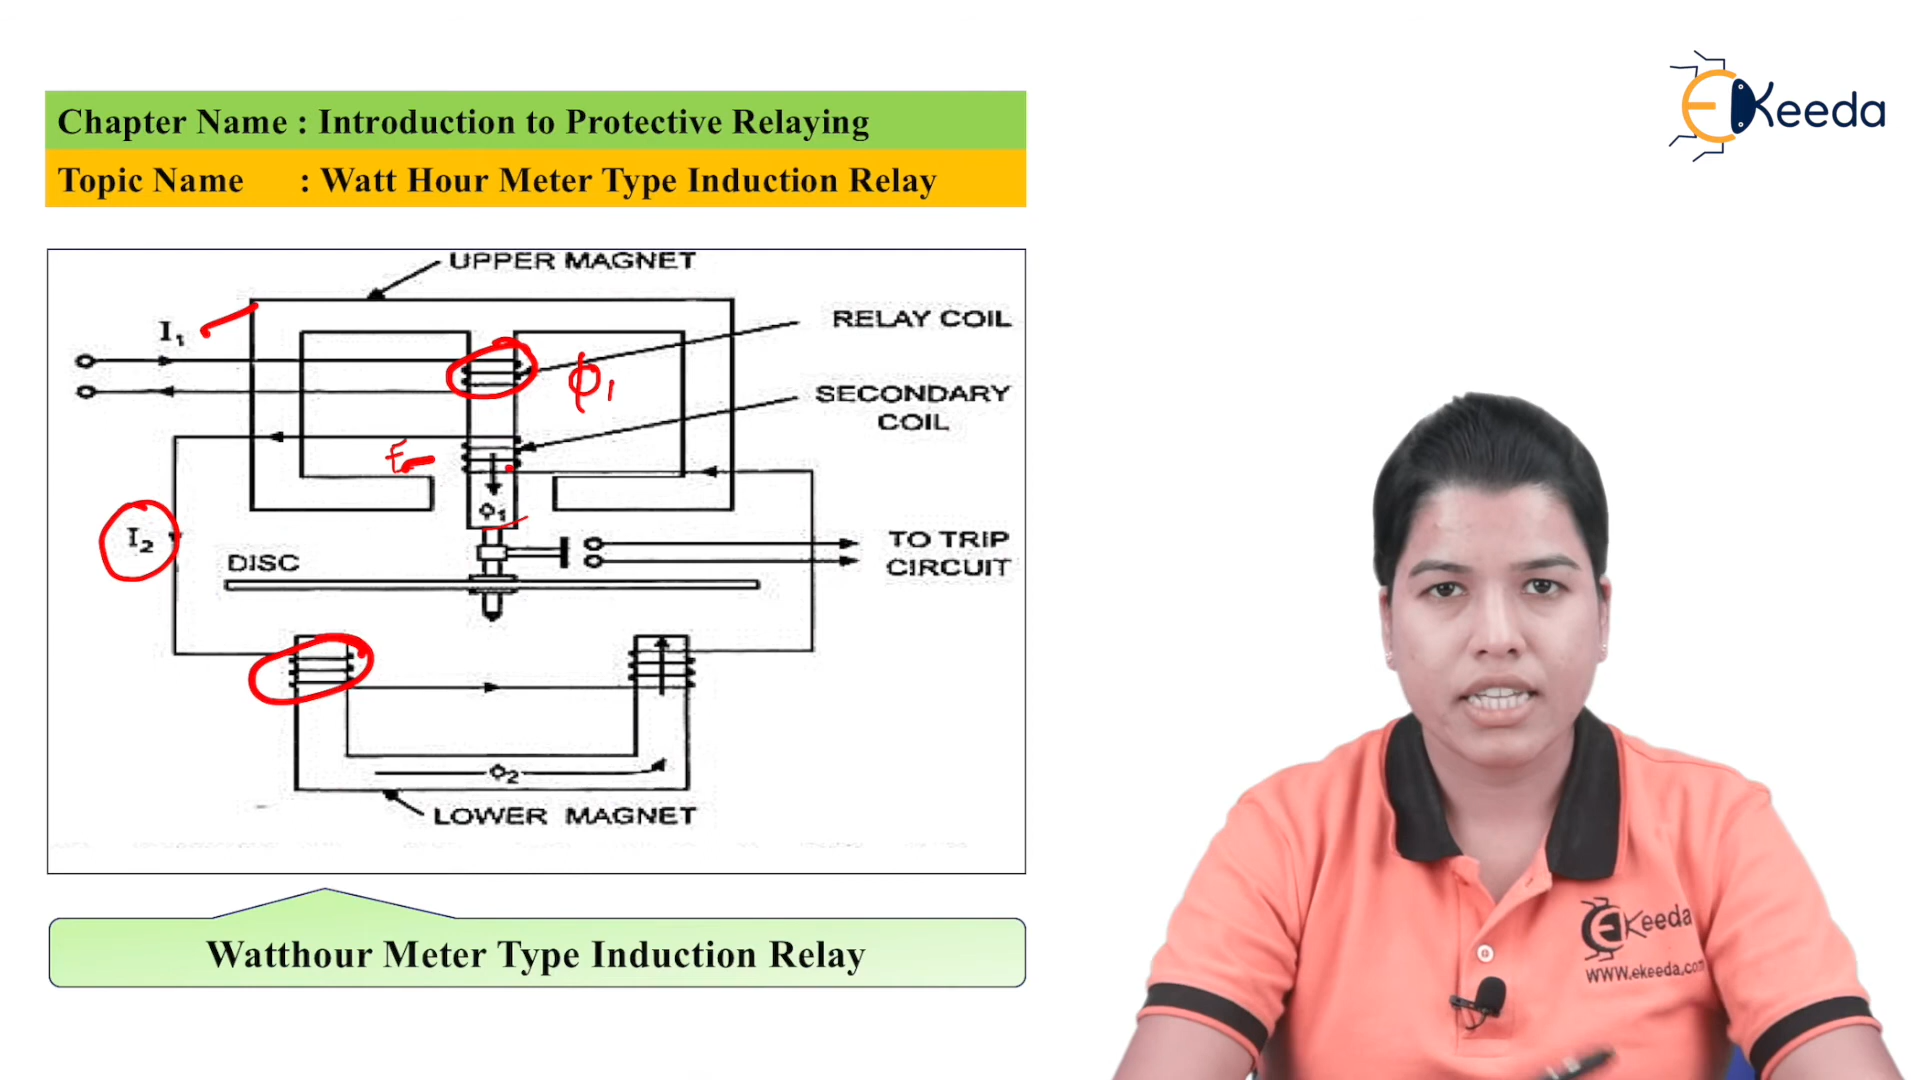 Ekeeda
Chapter Name : Introduction to Protective Relaying
Topic Name : Watt Hour Meter Type Induction Relay
UPPER MAGNET
I₁
RELAY COIL
ϕ₁
SECONDARY
COIL
E
ϕ₁
I₂
TO TRIP
CIRCUIT
DISC
ϕ₂
LOWER MAGNET
Watthour Meter Type Induction Relay
Ekeeda
WWW.ekeeda.com